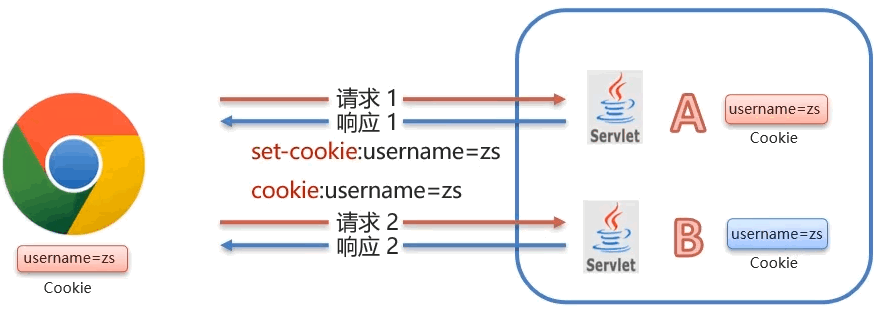 请求 1
响应 1
set-cookie:username=zs
cookie:username=zs
请求 2
响应 2
username=zs
Cookie
Servlet
A
username=zs
Cookie
Servlet
B
username=zs
Cookie